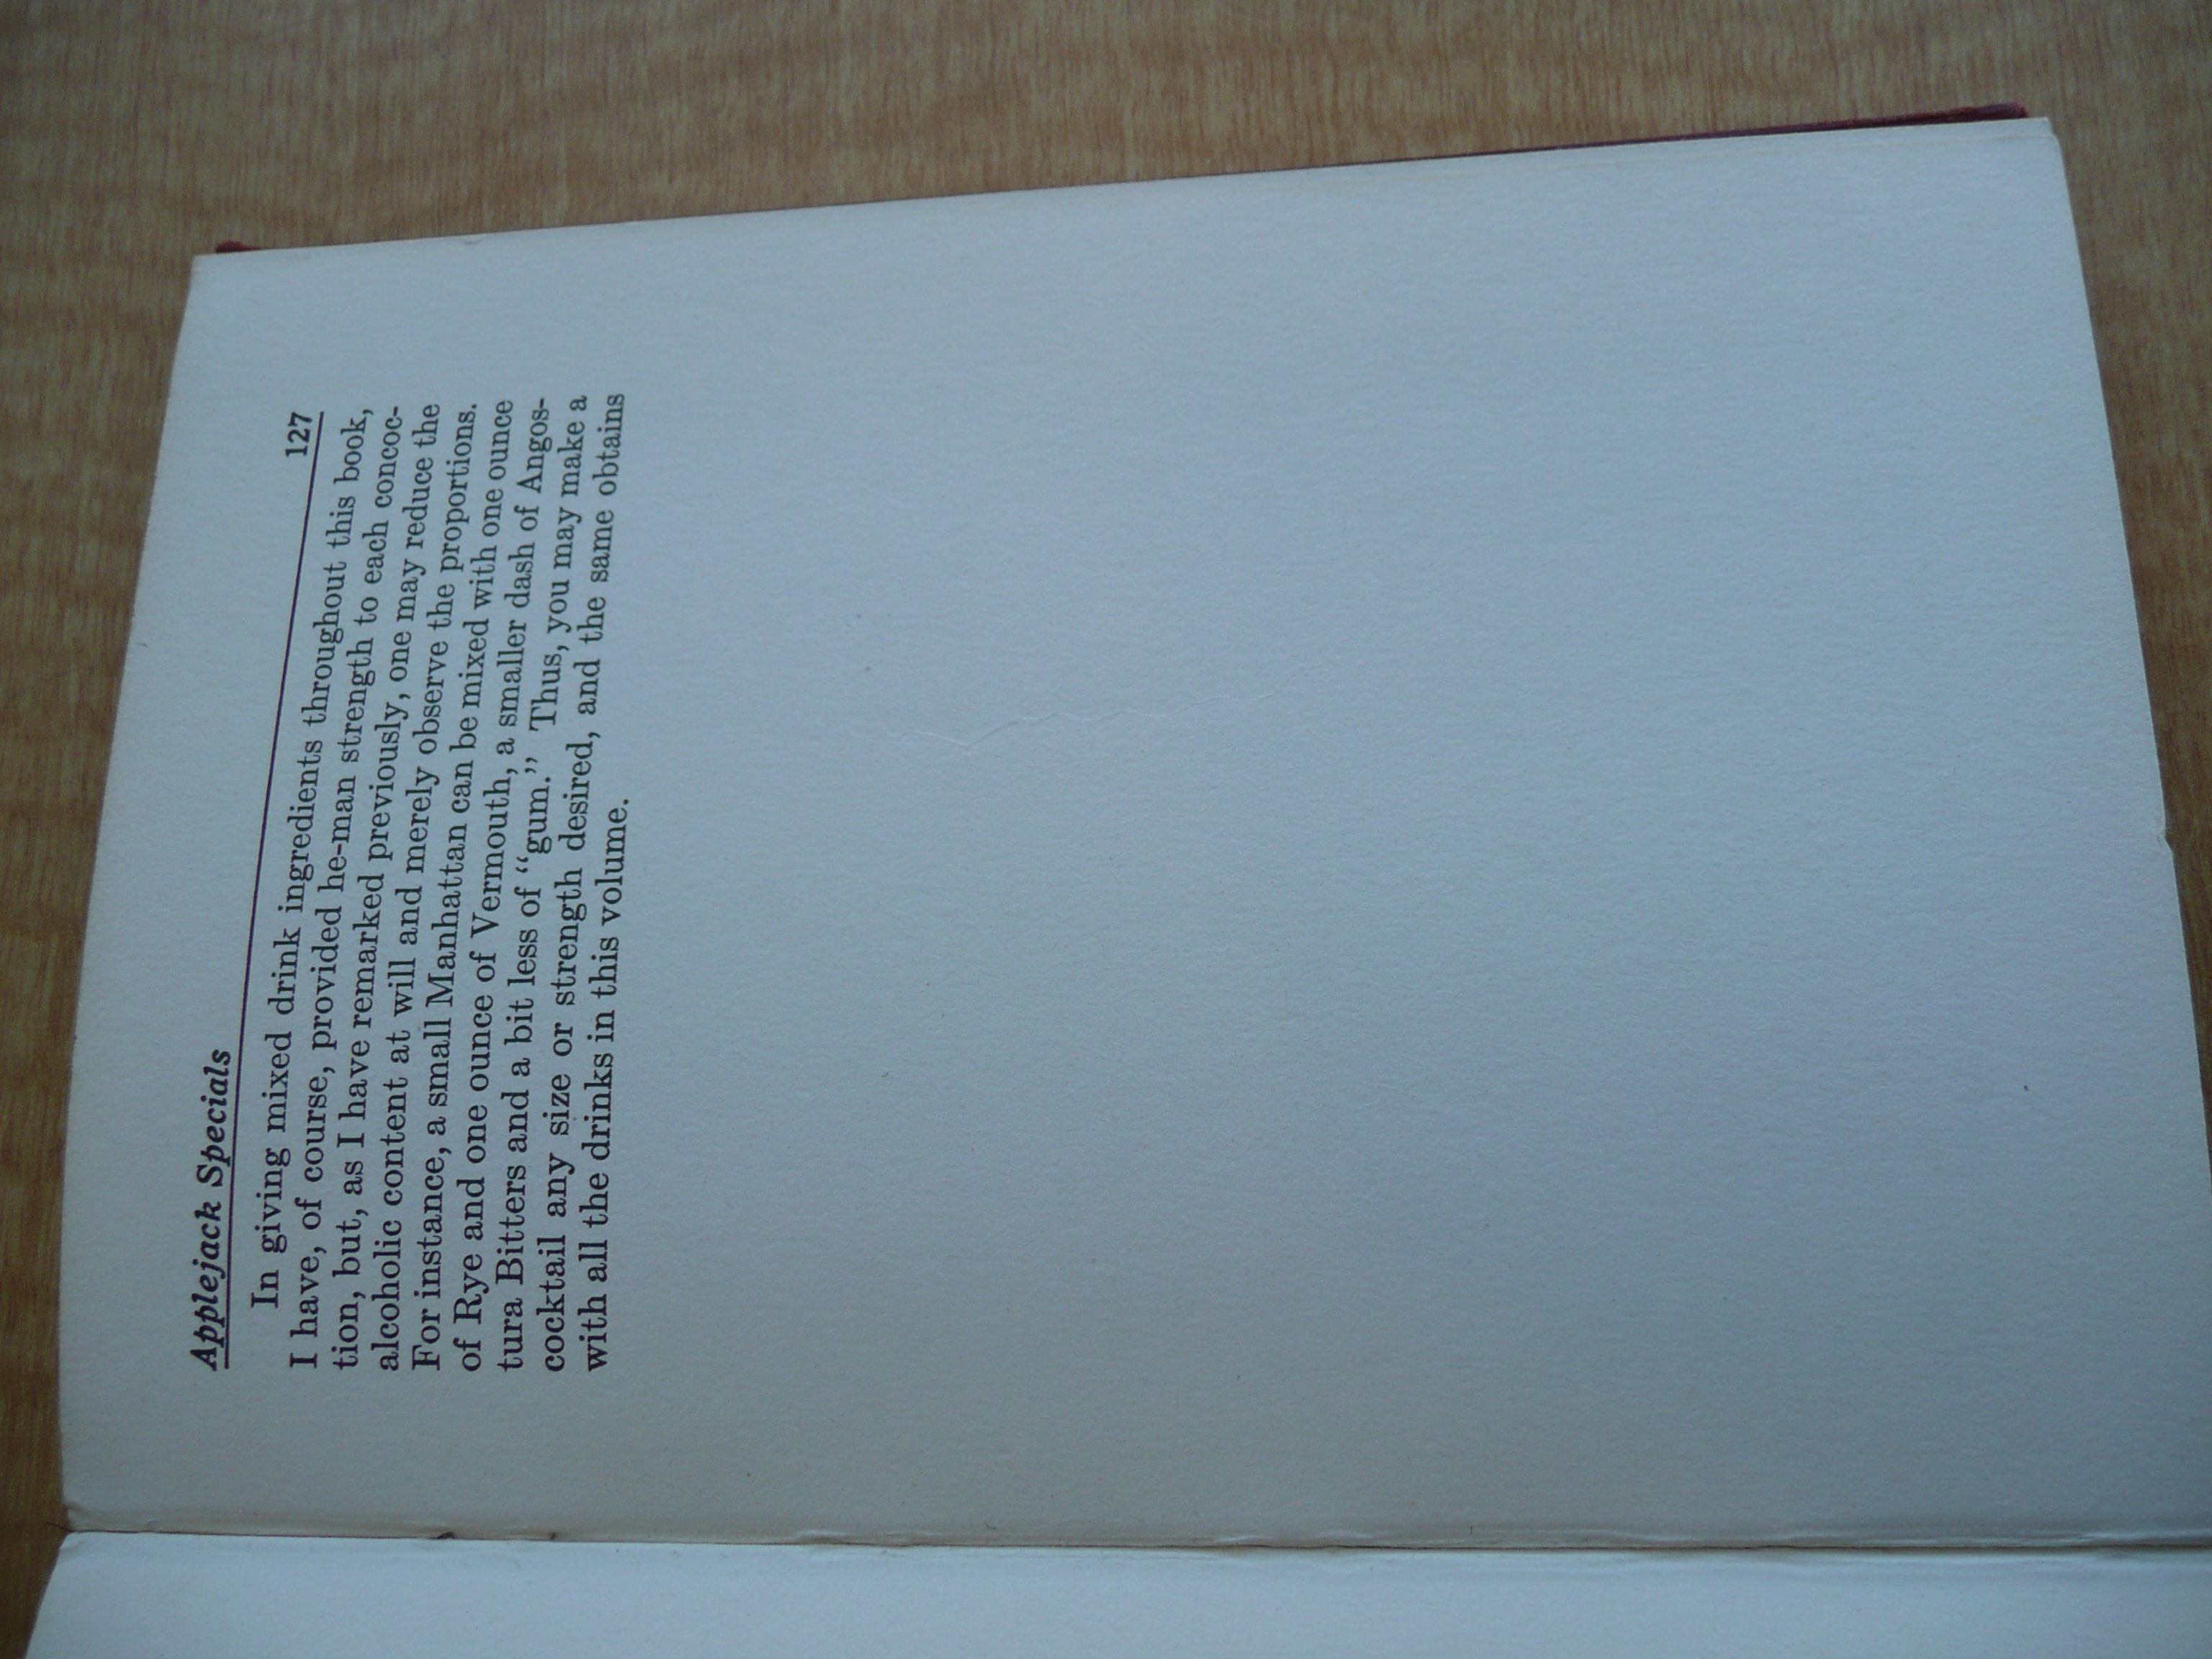 Applejack Specials 127
In giving mixed drink ingredients throughout this book,
I have, of course, provided he-man strength to each concoc-
tion, but, as I have remarked previously, one may reduce the
alcoholic content at will and merely observe the proportions.
For instance, a small Manhattan can be mixed with one ounce
of Rye and one ounce of Vermouth, a smaller dash of Angos-
tura Bitters and a bit less of “gum.” Thus, you may make a
cocktail any size or strength desired, and the same obtains
with all the drinks in this volume.